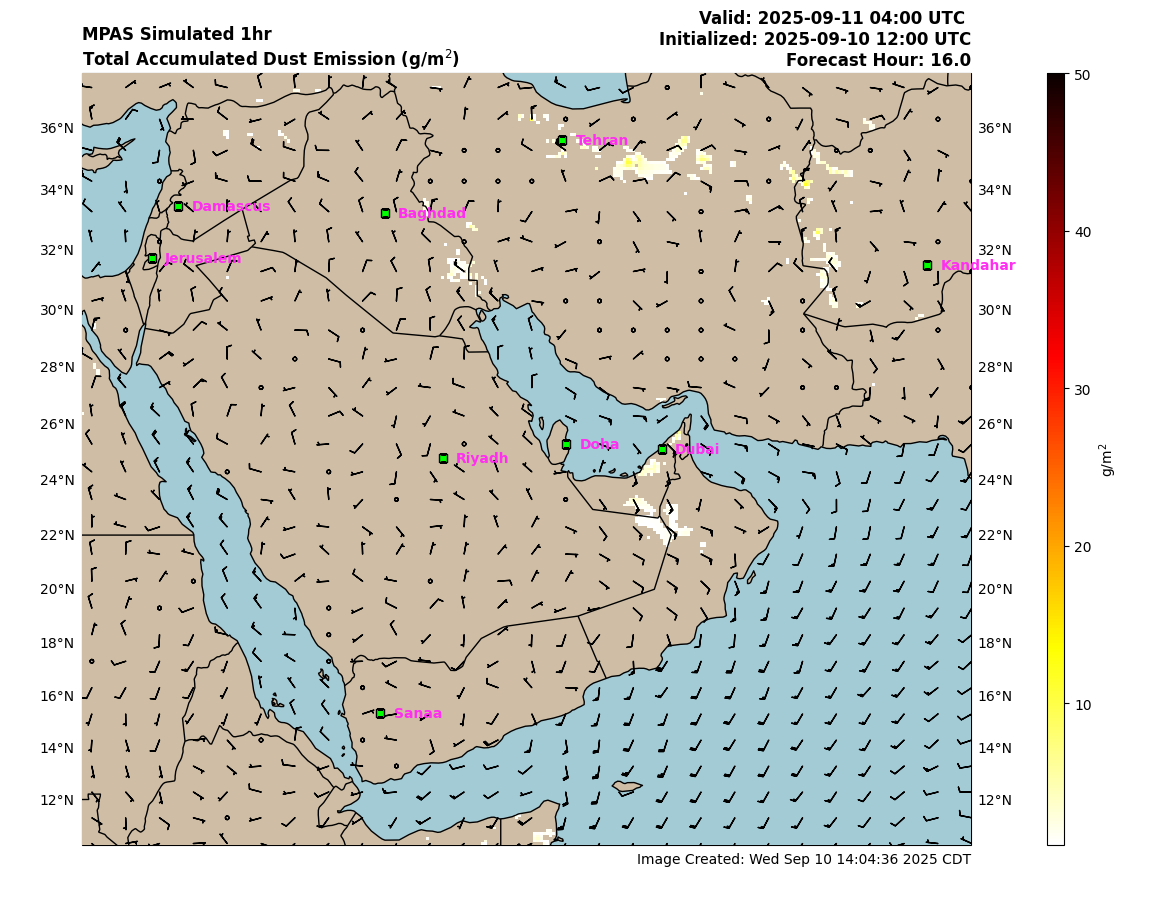 MPAS Simulated 1hr
Total Accumulated Dust Emission (g/m²)
Valid: 2025-09-11 04:00 UTC
Initialized: 2025-09-10 12:00 UTC
Forecast Hour: 16.0
36°N
34°N
32°N
30°N
28°N
26°N
24°N
22°N
20°N
18°N
16°N
14°N
12°N
Tehran
Damascus
Baghdad
Jerusalem
Kandahar
Doha
Dubai
Riyadh
Sanaa
36°N
34°N
32°N
30°N
28°N
26°N
24°N
22°N
20°N
18°N
16°N
14°N
12°N
50
40
30
20
10
g/m²
Image Created: Wed Sep 10 14:04:36 2025 CDT